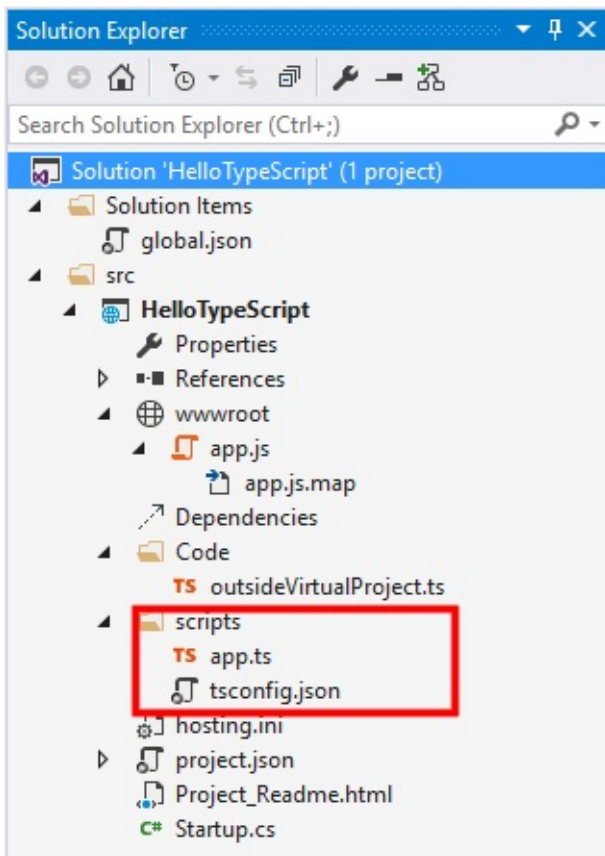 Solution Explorer
Search Solution Explorer (Ctrl+;)
Solution 'HelloTypeScript' (1 project)
Solution Items
global.json
src
HelloTypeScript
Properties
References
wwwroot
app.js
app.js.map
Dependencies
Code
TS outsideVirtualProject.ts
scripts
TS app.ts
tsconfig.json
hosting.ini
project.json
Project_Readme.html
C# Startup.cs